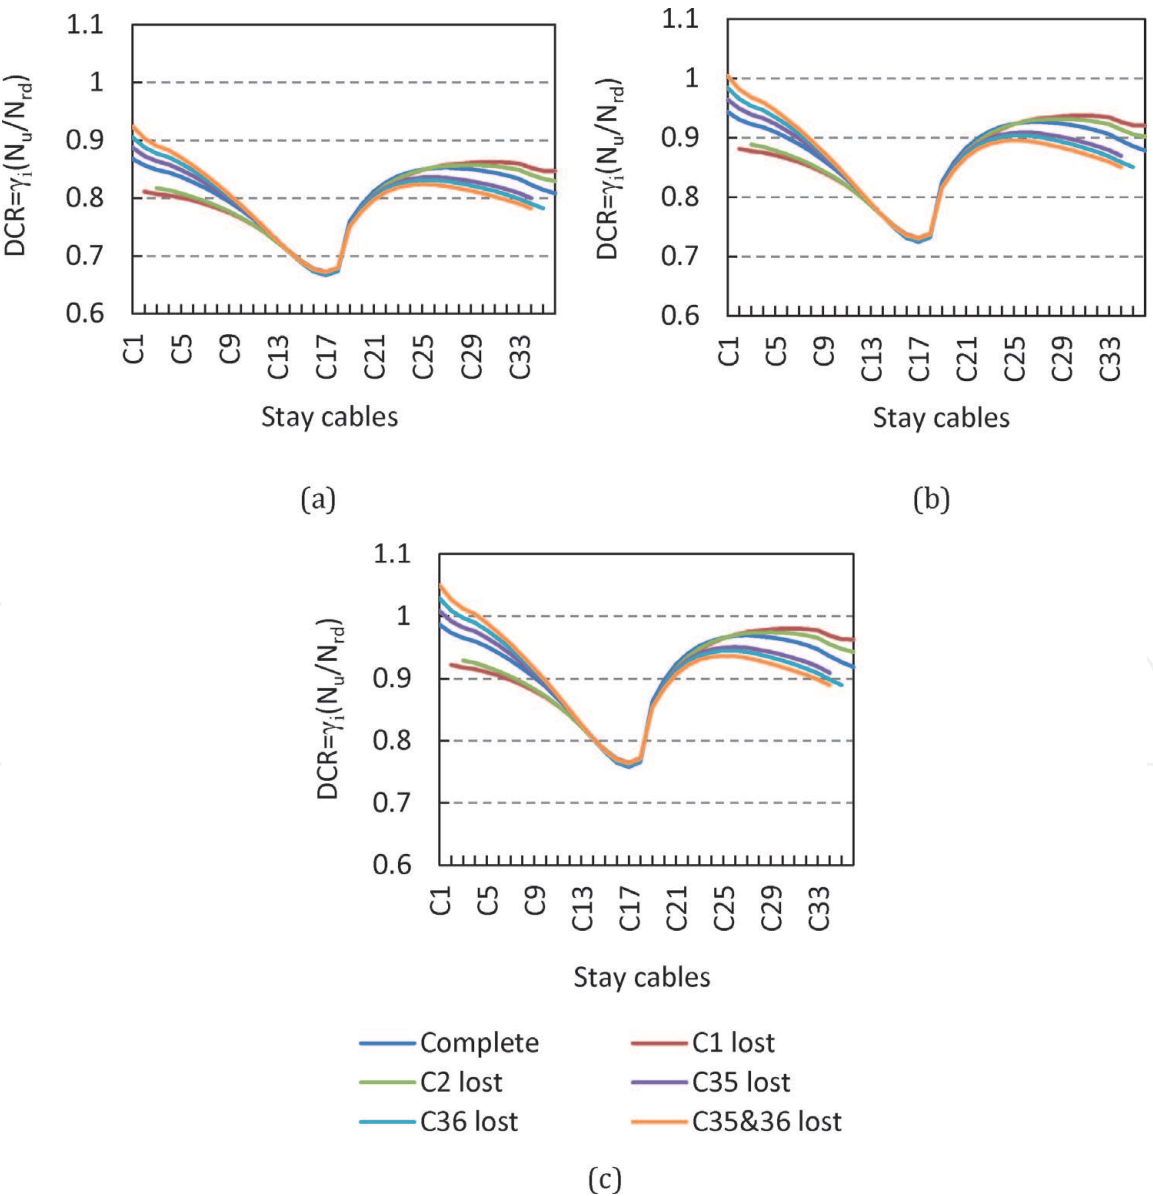 1.1
1
0.9
0.8
0.7
0.6
DCR=γi(Nu/Nrd)
C1
C5
C9
C13
C17
C21
C25
C29
C33
Stay cables
(a)
1.1
1
0.9
0.8
0.7
0.6
DCR=γi(Nu/Nrd)
C1
C5
C9
C13
C17
C21
C25
C29
C33
Stay cables
(b)
1.1
1
0.9
0.8
0.7
0.6
DCR=γi(Nu/Nrd)
C1
C5
C9
C13
C17
C21
C25
C29
C33
Stay cables
Complete
C1 lost
C2 lost
C35 lost
C36 lost
C35&36 lost
(c)